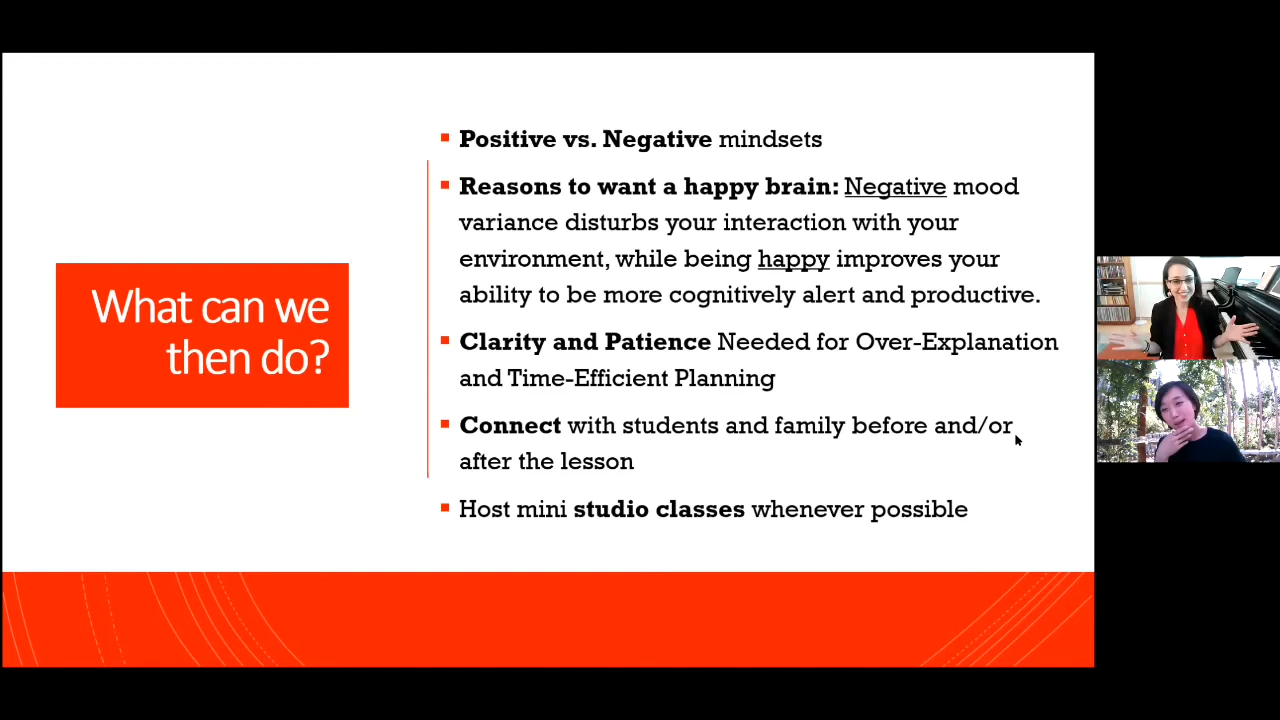 What can we
then do?
Positive vs. Negative mindsets
Reasons to want a happy brain: Negative mood
variance disturbs your interaction with your
environment, while being happy improves your
ability to be more cognitively alert and productive.
Clarity and Patience Needed for Over-Explanation
and Time-Efficient Planning
Connect with students and family before and/or
after the lesson
Host mini studio classes whenever possible